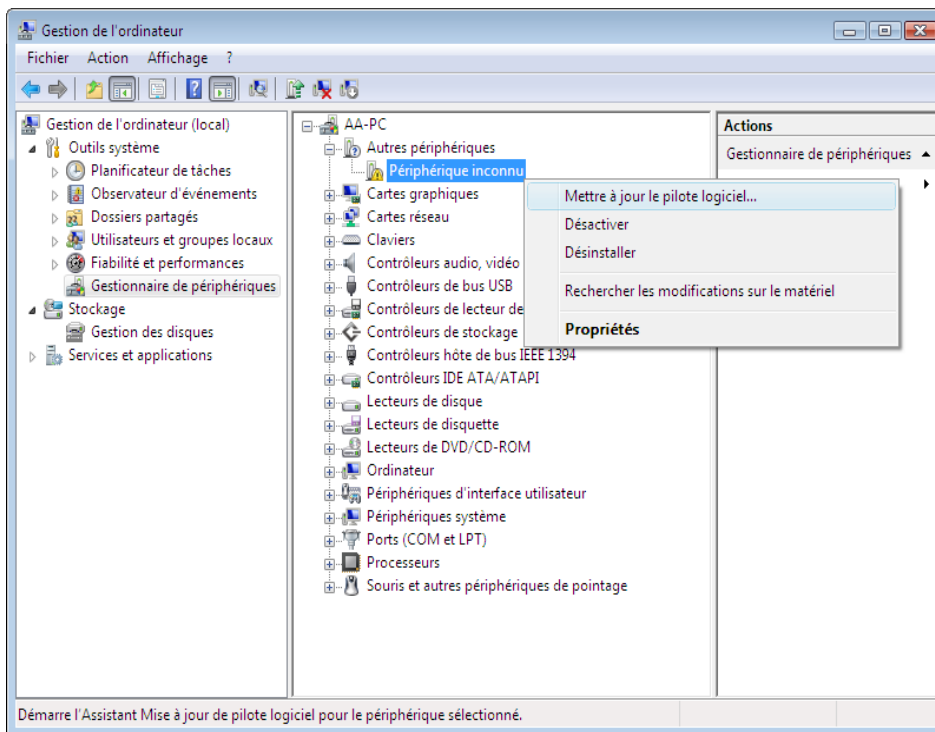 Gestion de l'ordinateur
Fichier Action Affichage ?
Gestion de l'ordinateur (local)
Outils système
Planificateur de tâches
Observateur d'événements
Dossiers partagés
Utilisateurs et groupes locaux
Fiabilité et performances
Gestionnaire de périphériques
Stockage
Gestion des disques
Services et applications
AA-PC
Autres périphériques
Périphérique inconnu
Cartes graphiques
Cartes réseau
Claviers
Contrôleurs audio, vidéo
Contrôleurs de bus USB
Contrôleurs de lecteur de
Contrôleurs de stockage
Contrôleurs hôte de bus IEEE 1394
Contrôleurs IDE ATA/ATAPI
Lecteurs de disque
Lecteurs de disquette
Lecteurs de DVD/CD-ROM
Ordinateur
Périphériques d'interface utilisateur
Périphériques système
Ports (COM et LPT)
Processeurs
Souris et autres périphériques de pointage
Mettre à jour le pilote logiciel...
Désactiver
Désinstaller
Rechercher les modifications sur le matériel
Propriétés
Actions
Gestionnaire de périphériques
Démarre l'Assistant Mise à jour de pilote logiciel pour le périphérique sélectionné.